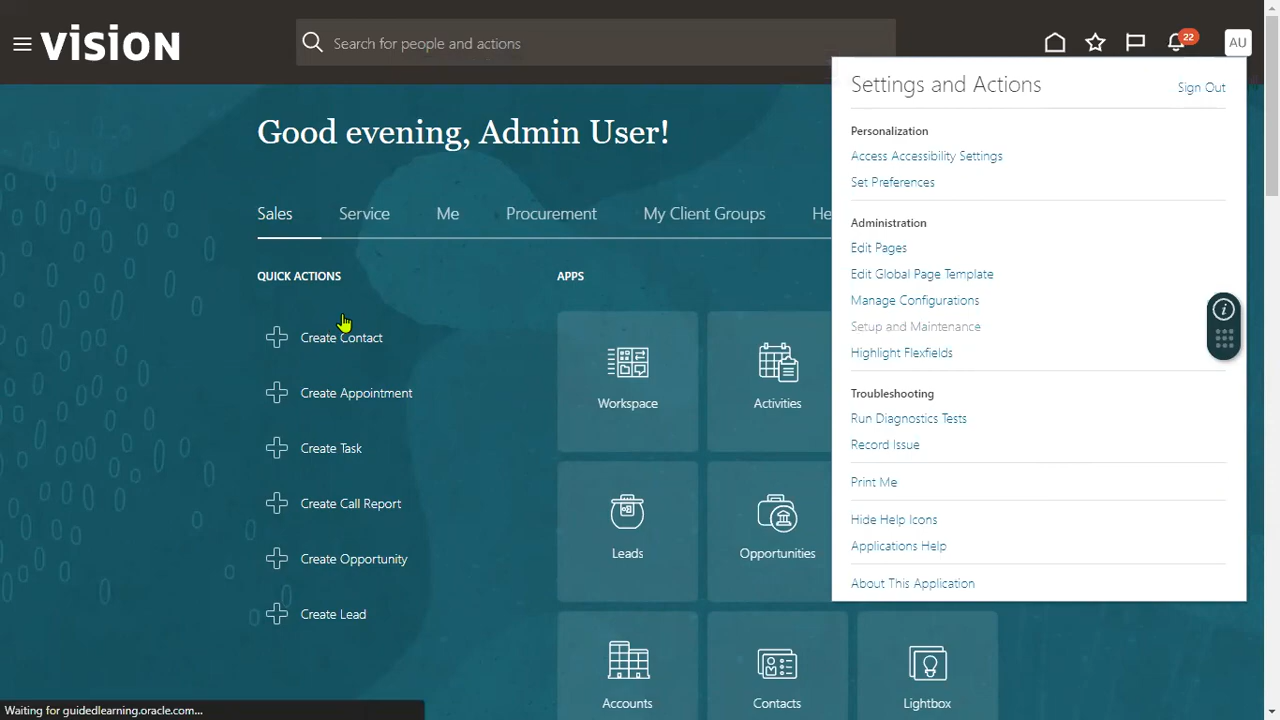 vision
Search for people and actions
22
AU
Good evening, Admin User!
Sales
Service
Me
Procurement
My Client Groups
He
QUICK ACTIONS
Create Contact
Create Appointment
Create Task
Create Call Report
Create Opportunity
Create Lead
APPS
Workspace
Activities
Leads
Opportunities
Accounts
Contacts
Lightbox
Settings and Actions
Sign Out
Personalization
Access Accessibility Settings
Set Preferences
Administration
Edit Pages
Edit Global Page Template
Manage Configurations
Setup and Maintenance
Highlight Flexfields
Troubleshooting
Run Diagnostics Tests
Record Issue
Print Me
Hide Help Icons
Applications Help
About This Application
Waiting for guidedlearning.oracle.com...